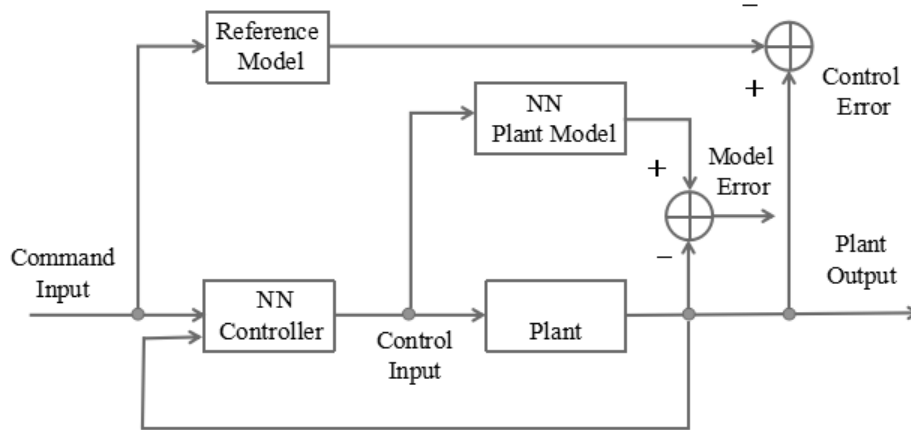 −
Reference
Model
+
Control
Error
NN
Plant Model
+
Model
Error
−
Command
Input
Plant
Output
NN
Controller
Control
Input
Plant